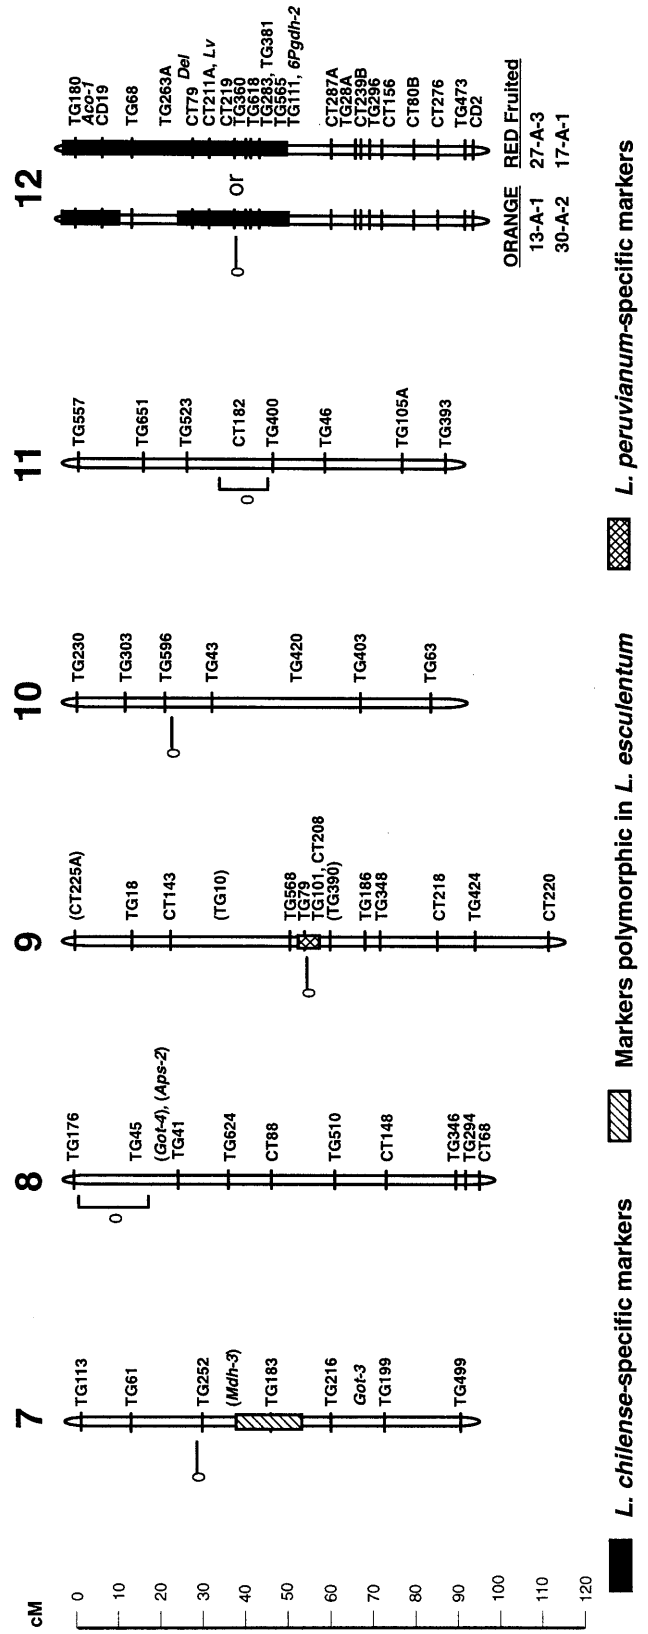 cM
0
10
20
30
40
50
60
70
80
90
100
110
120
7
TG113
TG61
TG252
(Mdh-3)
TG183
TG216
Got-3
TG199
TG499
0
8
TG176
TG45
(Got-4), (Aps-2)
TG41
TG624
CT88
TG510
CT148
TG346
TG294
CT68
0
9
(CT225A)
TG18
CT143
(TG10)
TG568
TG79
TG101, CT208
(TG390)
TG186
TG348
CT218
TG424
CT220
0
10
TG230
TG303
TG596
TG43
TG420
TG403
TG63
0
11
TG557
TG651
TG523
CT182
TG400
TG46
TG105A
TG393
0
12
TG180
Aco-1
CD19
TG68
TG263A
Del
CT79
CT211A, Lv
CT219
TG360
TG618
TG283, TG381
TG565
TG111, 6Pgdh-2
CT287A
TG28A
CT239B
TG296
CT156
CT80B
CT276
TG473
CD2
or
0
ORANGE RED Fruited
13-A-1 27-A-3
30-A-2 17-A-1
L. chilense-specific markers
Markers polymorphic in L. esculentum
L. peruvianum-specific markers